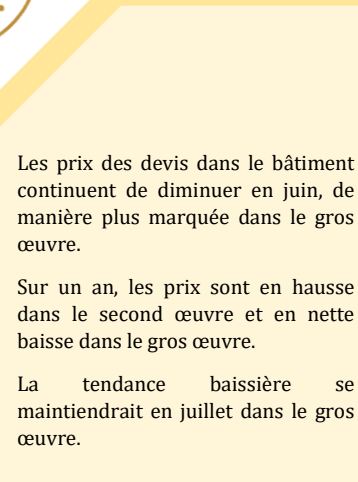 Les prix des devis dans le bâtiment
continuent de diminuer en juin, de
manière plus marquée dans le gros
œuvre.
Sur un an, les prix sont en hausse
dans le second œuvre et en nette
baisse dans le gros œuvre.
La tendance baissière se
maintiendrait en juillet dans le gros
œuvre.